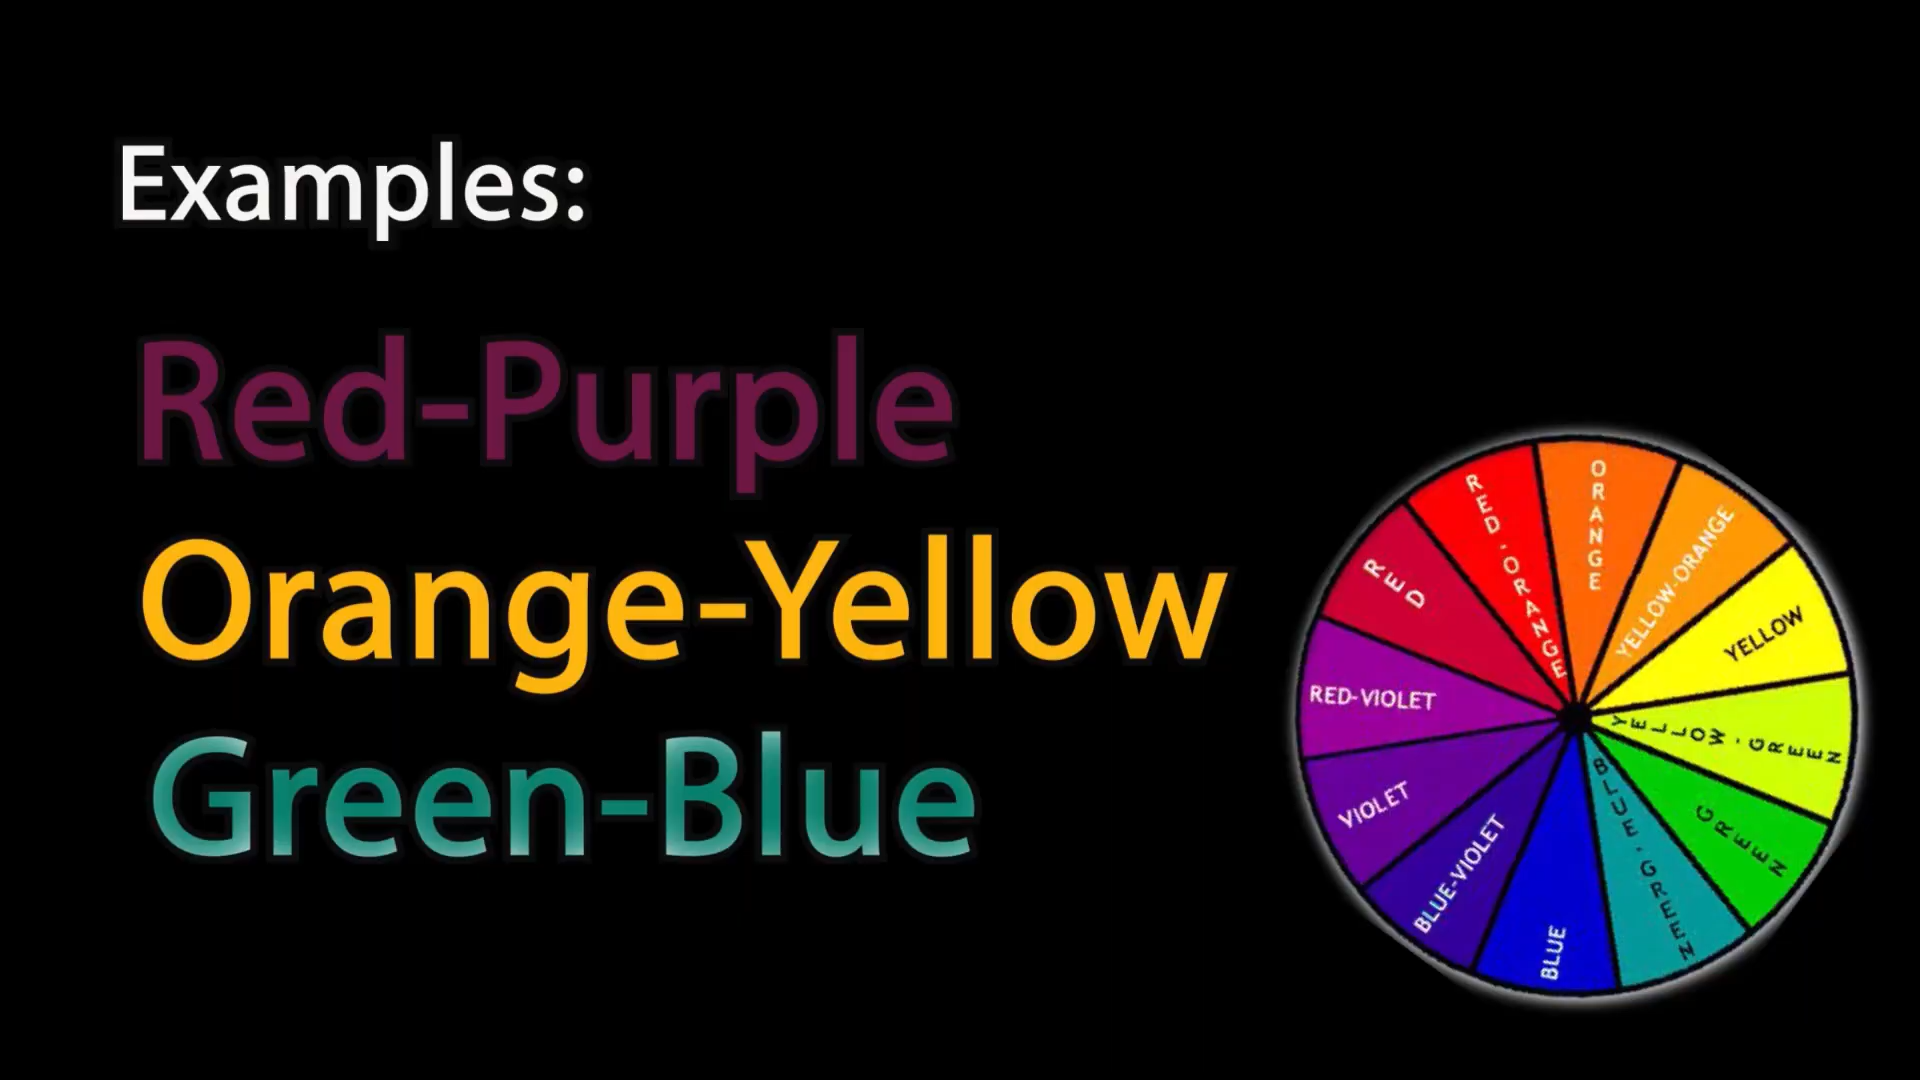 Examples:
Red-Purple
Orange-Yellow
Green-Blue
ORANGE
YELLOW-ORANGE
YELLOW
YELLOW-GREEN
GREEN
BLUE-GREEN
BLUE
BLUE-VIOLET
VIOLET
RED-VIOLET
RED
RED-ORANGE